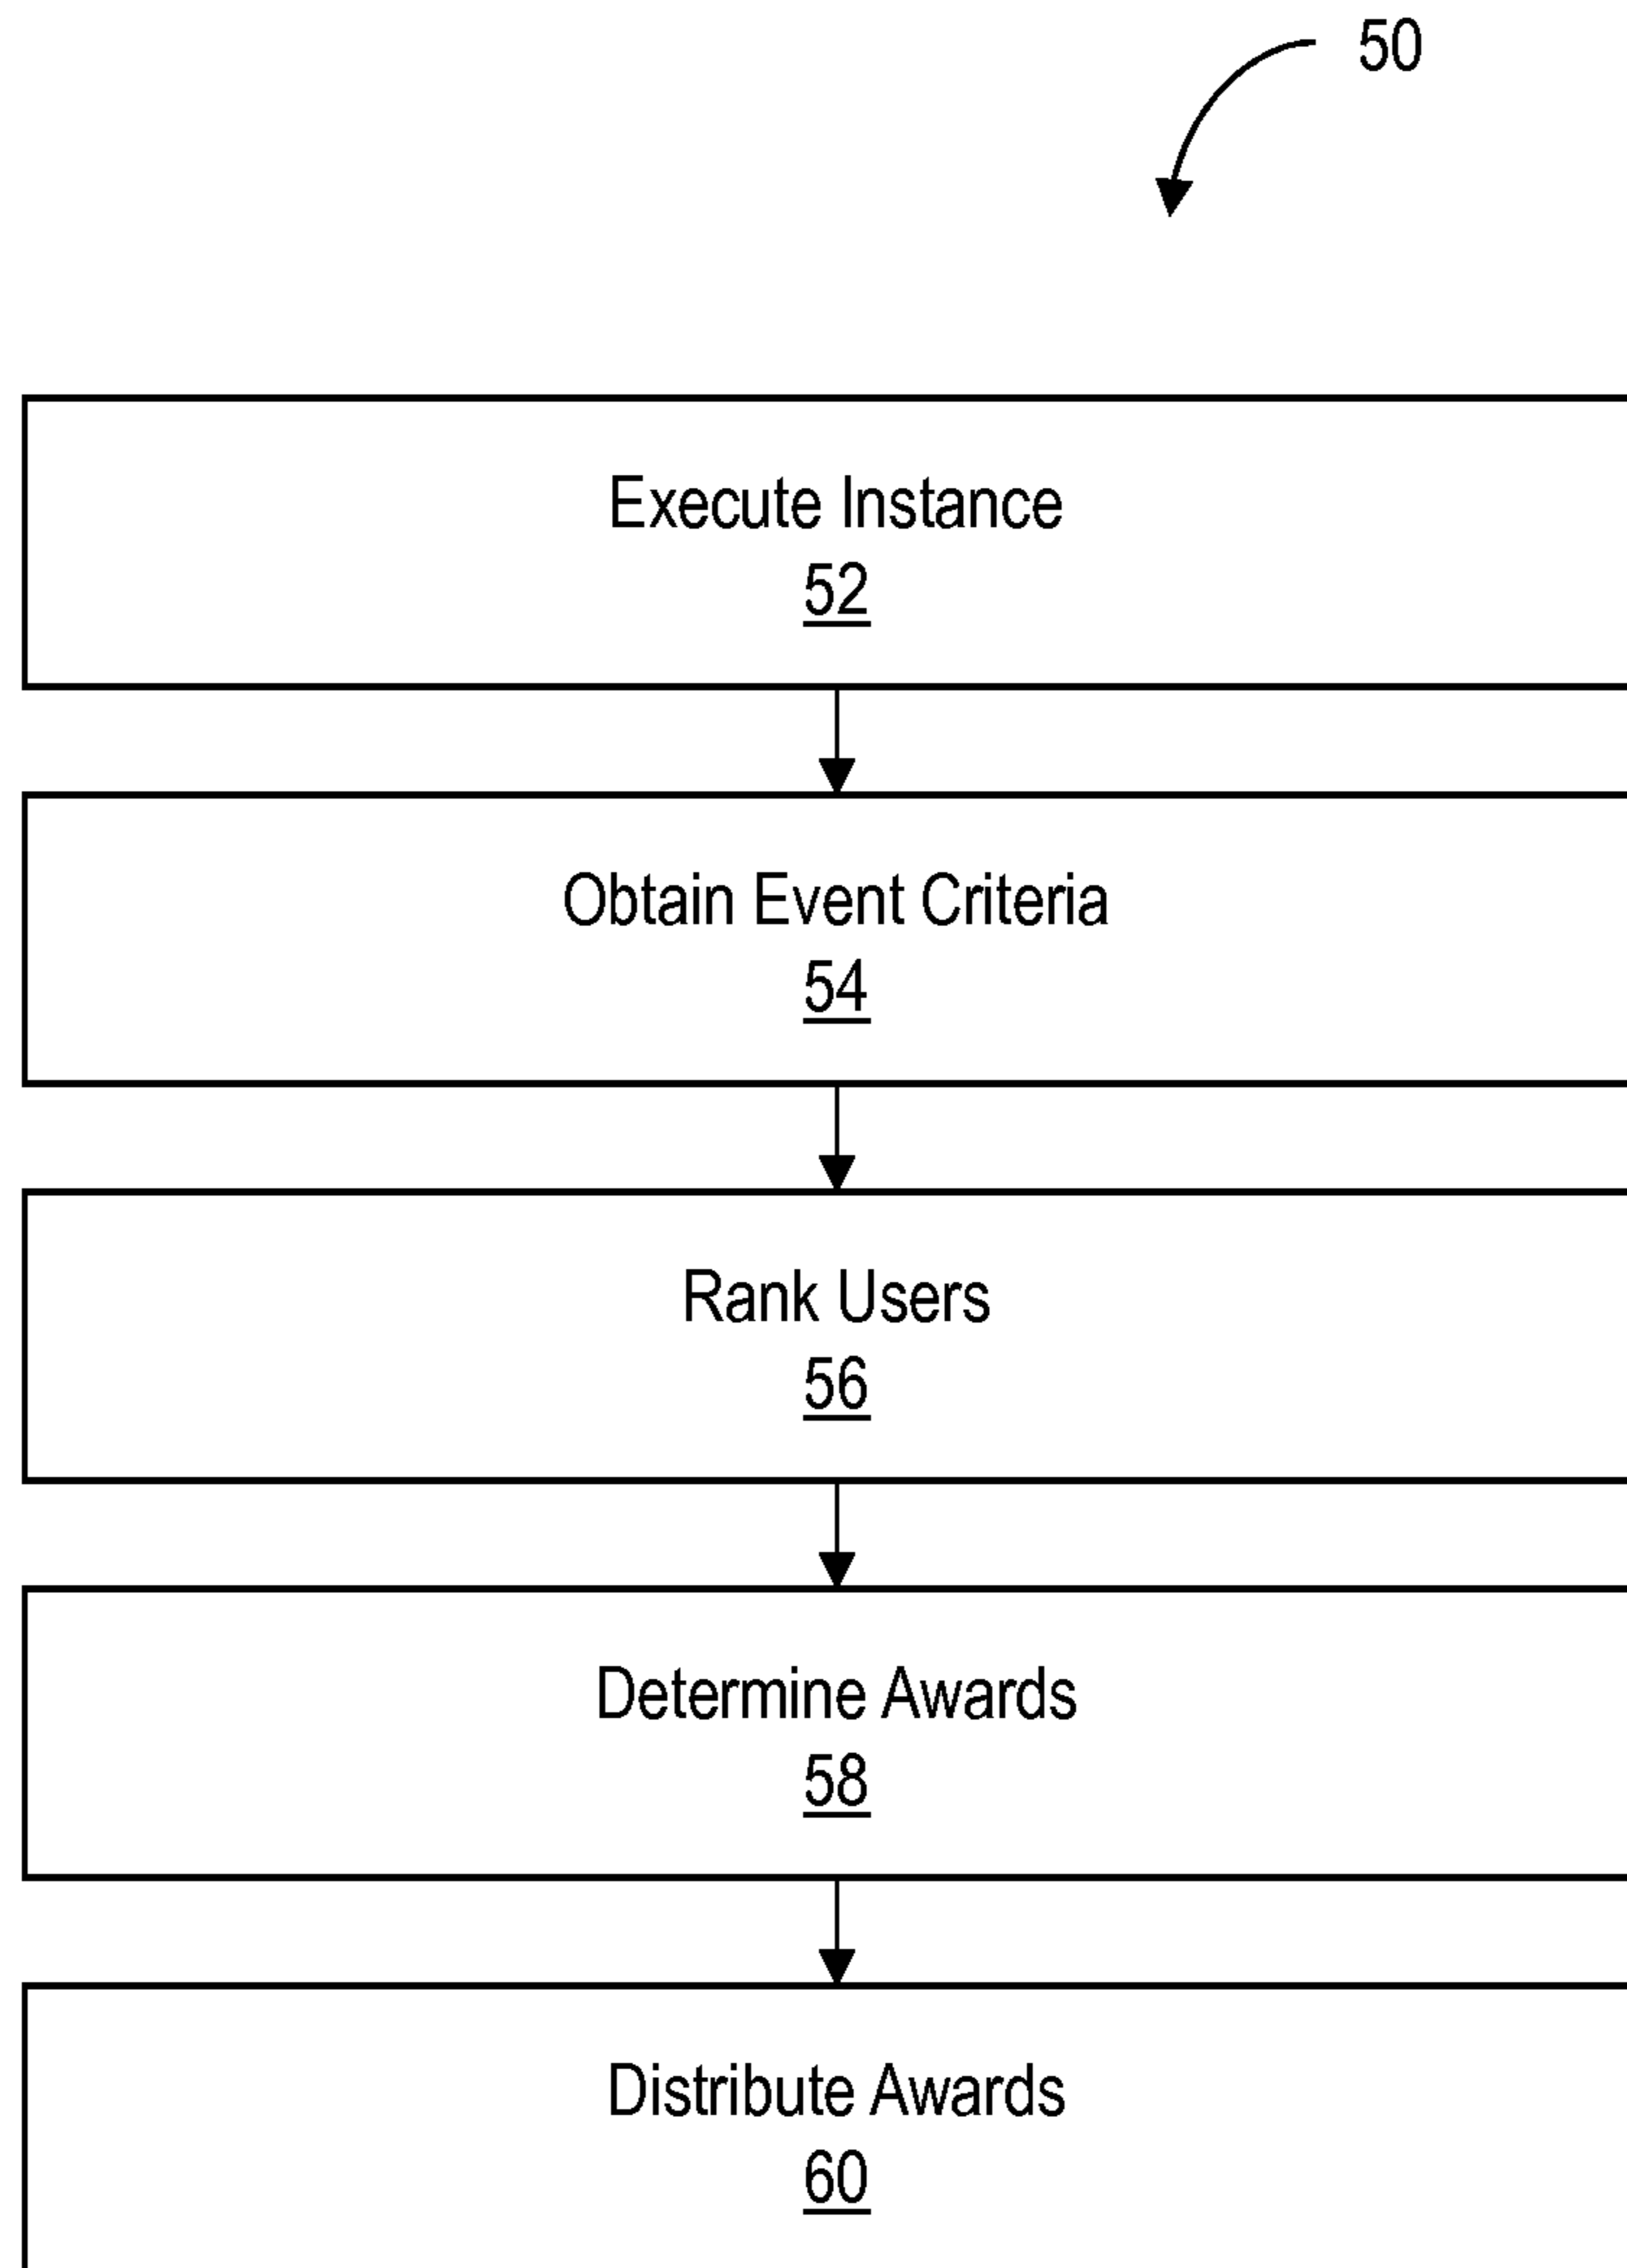 50
Execute Instance
52
Obtain Event Criteria
54
Rank Users
56
Determine Awards
58
Distribute Awards
60